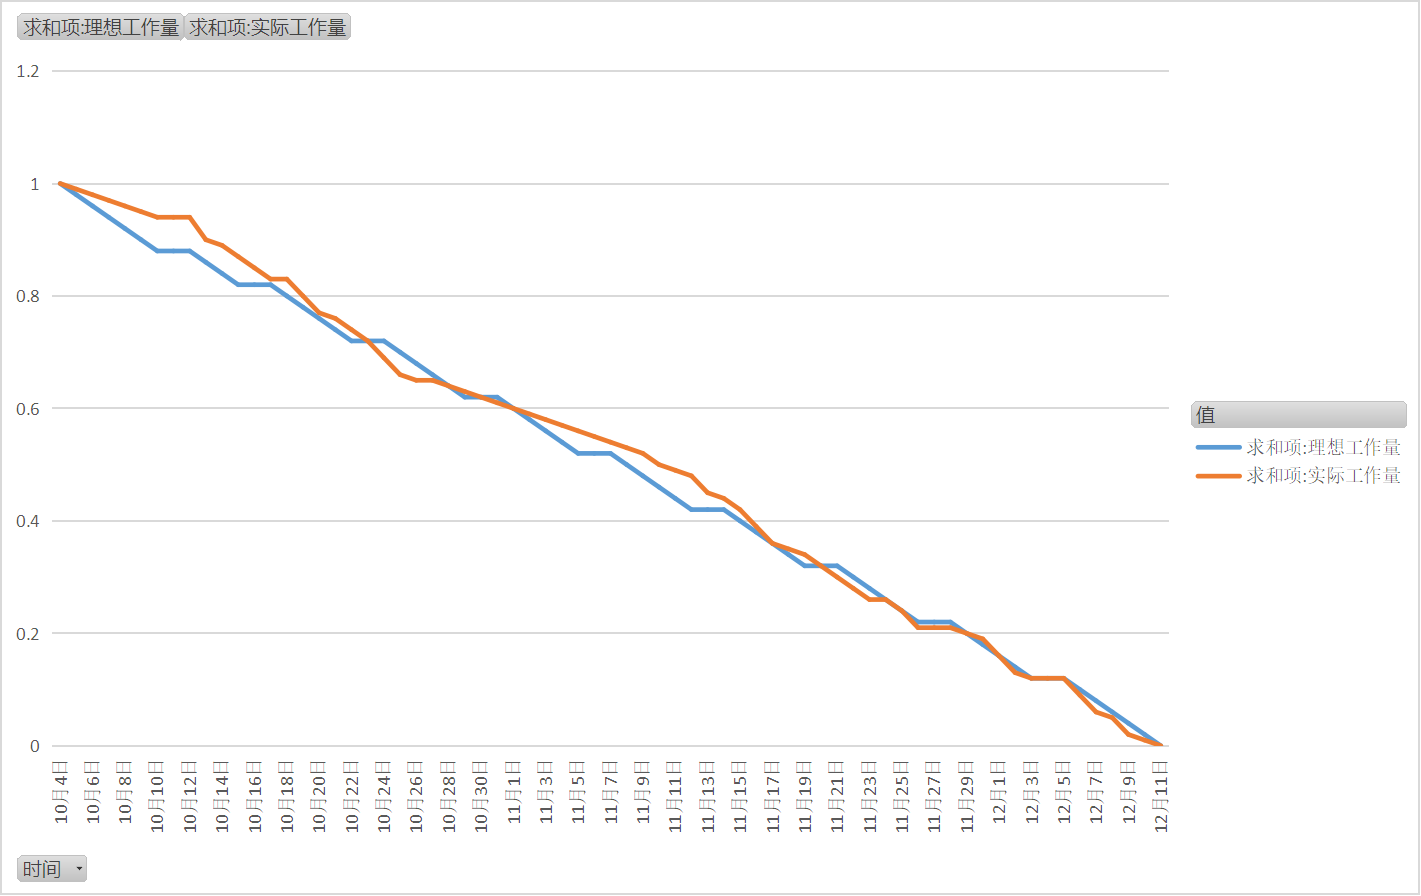 求和项:理想工作量 求和项:实际工作量
1.2
1
0.8
0.6
0.4
0.2
0
10月4日
10月6日
10月8日
10月10日
10月12日
10月14日
10月16日
10月18日
10月20日
10月22日
10月24日
10月26日
10月28日
10月30日
11月1日
11月3日
11月5日
11月7日
11月9日
11月11日
11月13日
11月15日
11月17日
11月19日
11月21日
11月23日
11月25日
11月27日
11月29日
12月1日
12月3日
12月5日
12月7日
12月9日
12月11日
值
求和项:理想工作量
求和项:实际工作量
时间